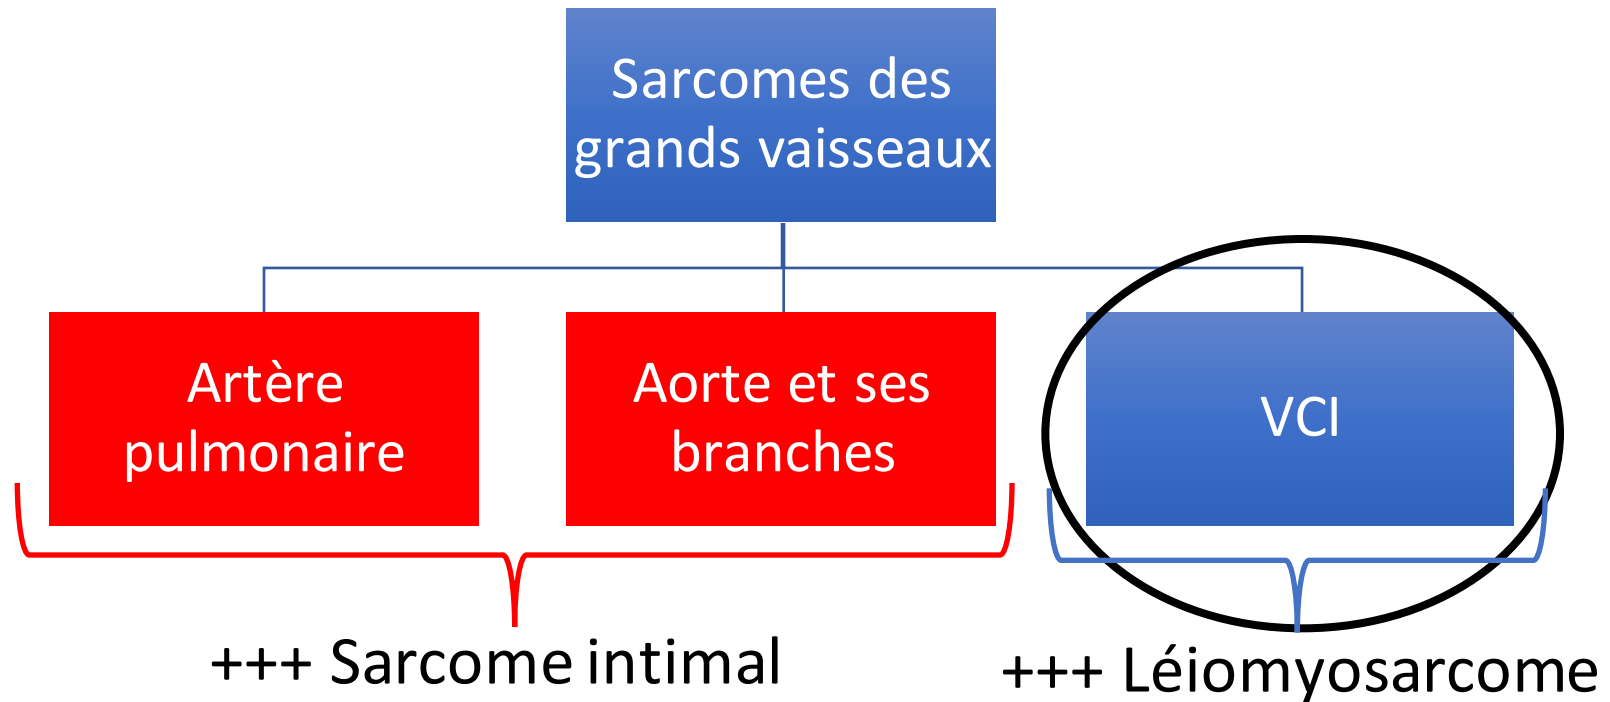 Sarcomes des
grands vaisseaux
Artère
pulmonaire
Aorte et ses
branches
VCI
+++ Sarcome intimal
+++ Léiomyosarcome